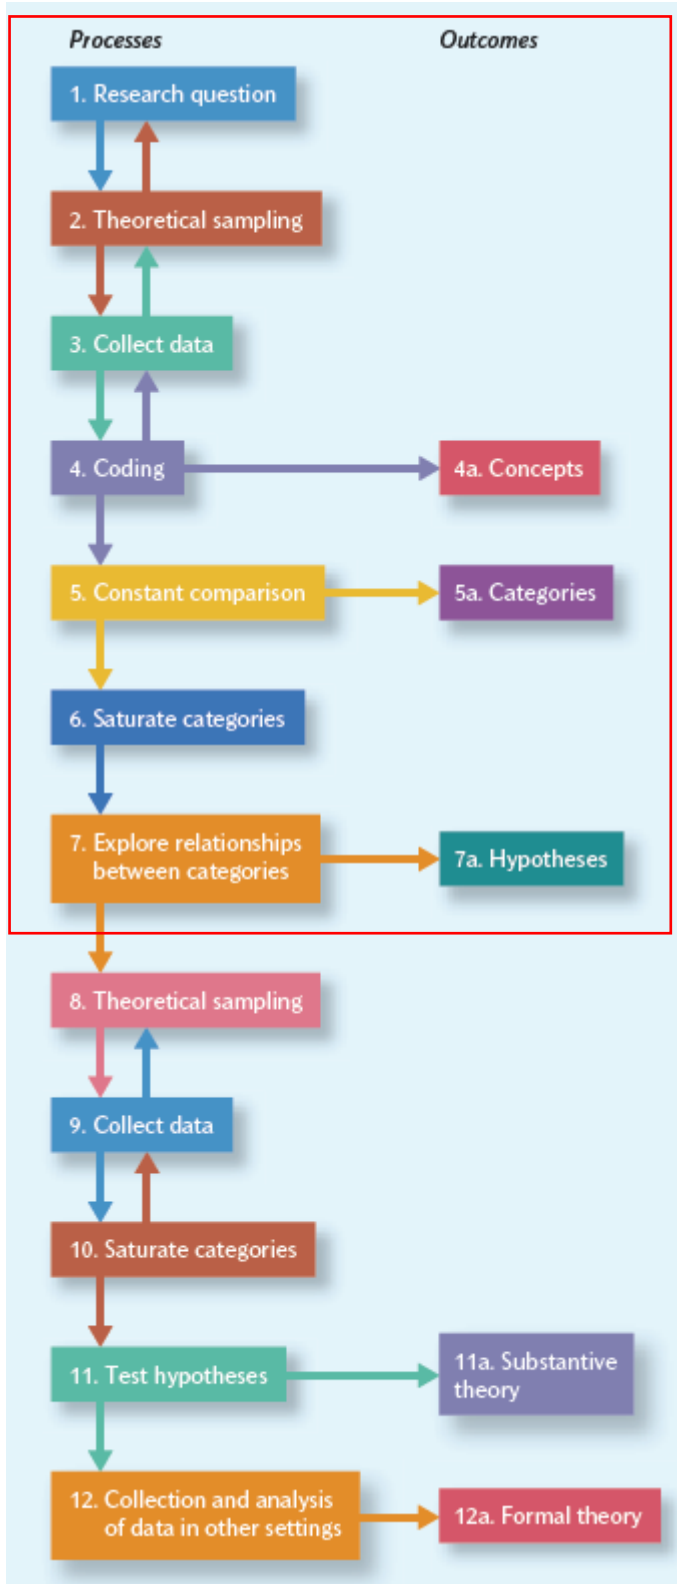 Processes
Outcomes
1. Research question
2. Theoretical sampling
3. Collect data
4. Coding
4a. Concepts
5. Constant comparison
5a. Categories
6. Saturate categories
7. Explore relationships
between categories
7a. Hypotheses
8. Theoretical sampling
9. Collect data
10. Saturate categories
11. Test hypotheses
11a. Substantive
theory
12. Collection and analysis
of data in other settings
12a. Formal theory